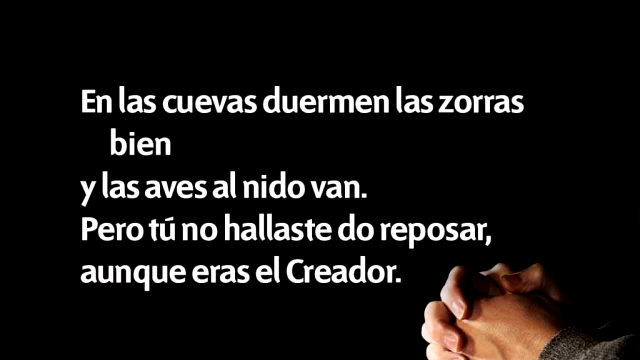 En las cuevas duermen las zorras
bien
y las aves al nido van.
Pero tú no hallaste do reposar,
aunque eras el Creador.